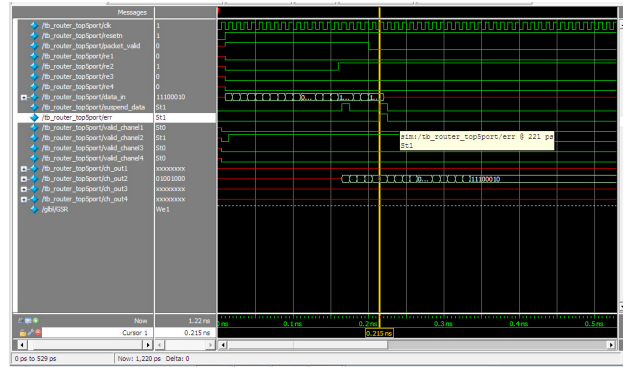 Messages
/tb_router_top5port/clk 1
/tb_router_top5port/resetn 1
/tb_router_top5port/packet_valid 0
/tb_router_top5port/re1 0
/tb_router_top5port/re2 1
/tb_router_top5port/re3 0
/tb_router_top5port/re4 0
/tb_router_top5port/data_in 11100010 0... 1... 1...
/tb_router_top5port/suspend_data St1
/tb_router_top5port/err St1
/tb_router_top5port/valid_chanel1 St0
/tb_router_top5port/valid_chanel2 St1
sim:/tb_router_top5port/err @ 221 ps
/tb_router_top5port/valid_chanel3 St0
St1
/tb_router_top5port/valid_chanel4 St0
/tb_router_top5port/ch_out1 xxxxxxxx
/tb_router_top5port/ch_out2 01001000 0... 11100010
/tb_router_top5port/ch_out3 xxxxxxxx
/tb_router_top5port/ch_out4 xxxxxxxx
/glbl/GSR We1
Now 1.22 ns 0.1 ns 0.2 ns 0.3 ns 0.4 ns 0.5 ns
Cursor 1 0.215 ns 0.215 ns
0 ps to 529 ps Now: 1,220 ps Delta: 0